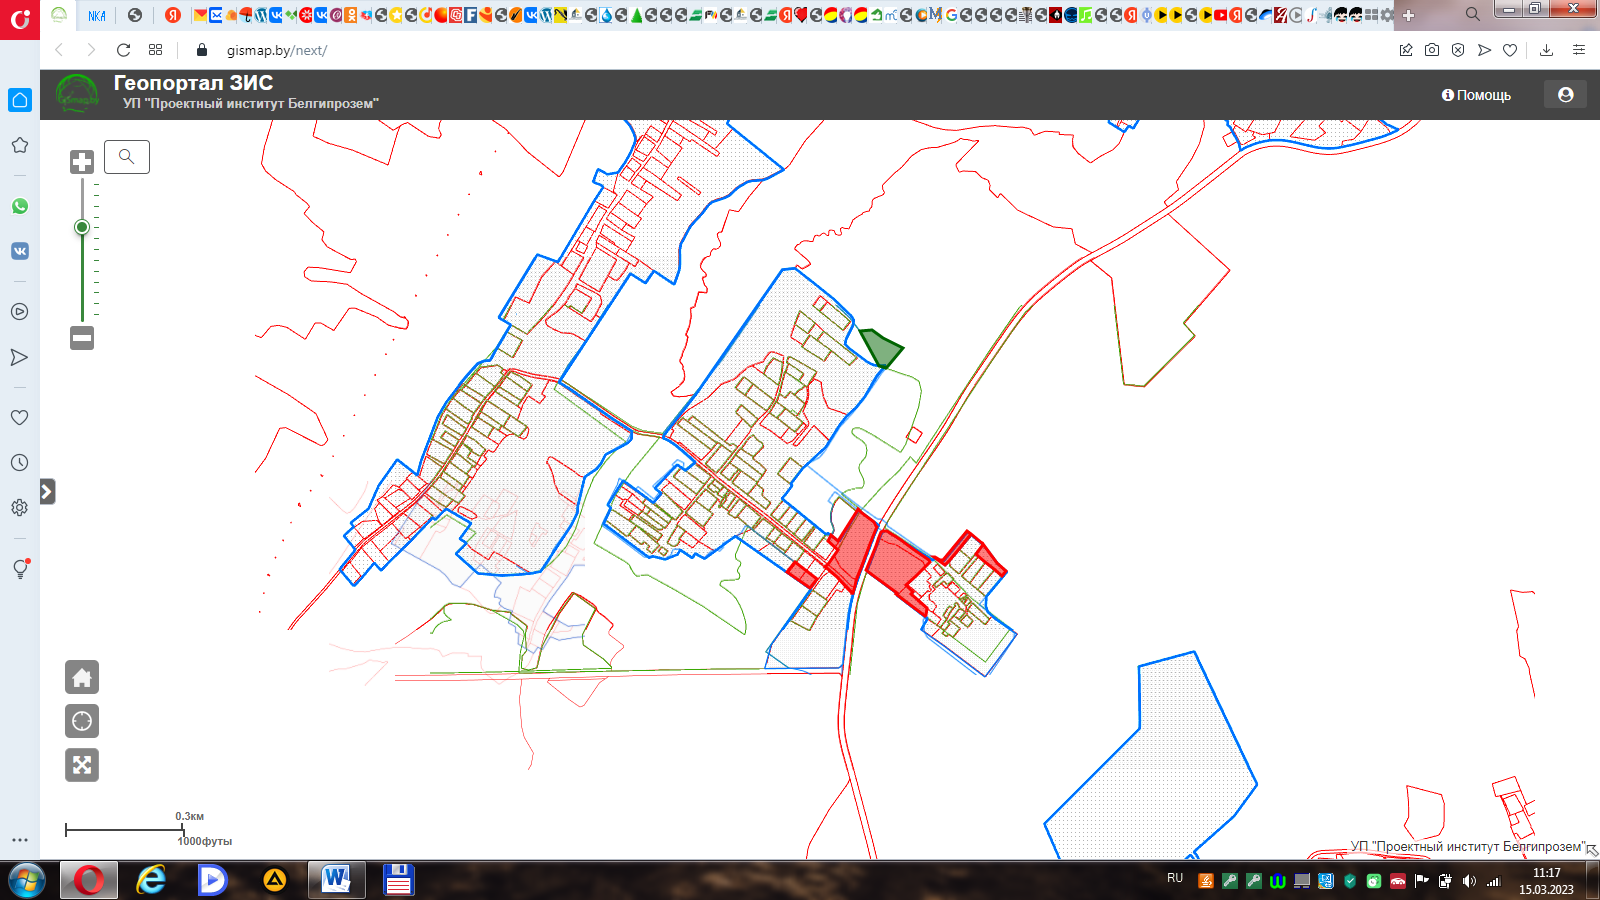 NKA
gismap.by/next/
Геопортал ЗИС
УП "Проектный институт Белгипрозем"
Помощь
0.3км
1000футы
УП "Проектный институт Белгипрозем"
RU
11:17
15.03.2023